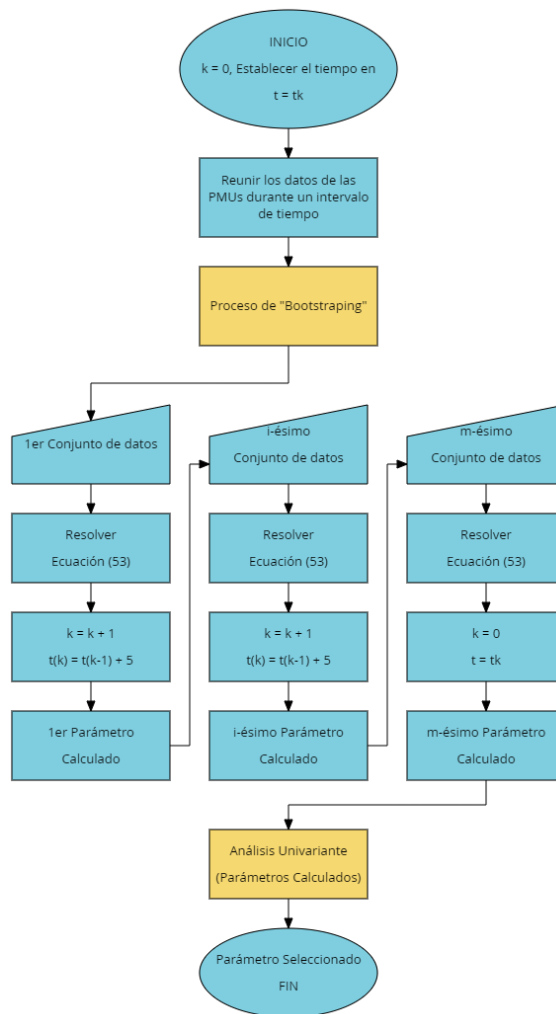 INICIO
k = 0, Establecer el tiempo en
t = tk
Reunir los datos de las
PMUs durante un intervalo
de tiempo
Proceso de "Bootstraping"
1er Conjunto de datos
Resolver
Ecuación (53)
k = k + 1
t(k) = t(k-1) + 5
1er Parámetro
Calculado
i-ésimo
Conjunto de datos
Resolver
Ecuación (53)
k = k + 1
t(k) = t(k-1) + 5
i-ésimo Parámetro
Calculado
m-ésimo
Conjunto de datos
Resolver
Ecuación (53)
k = 0
t = tk
m-ésimo Parámetro
Calculado
Análisis Univariante
(Parámetros Calculados)
Parámetro Seleccionado
FIN